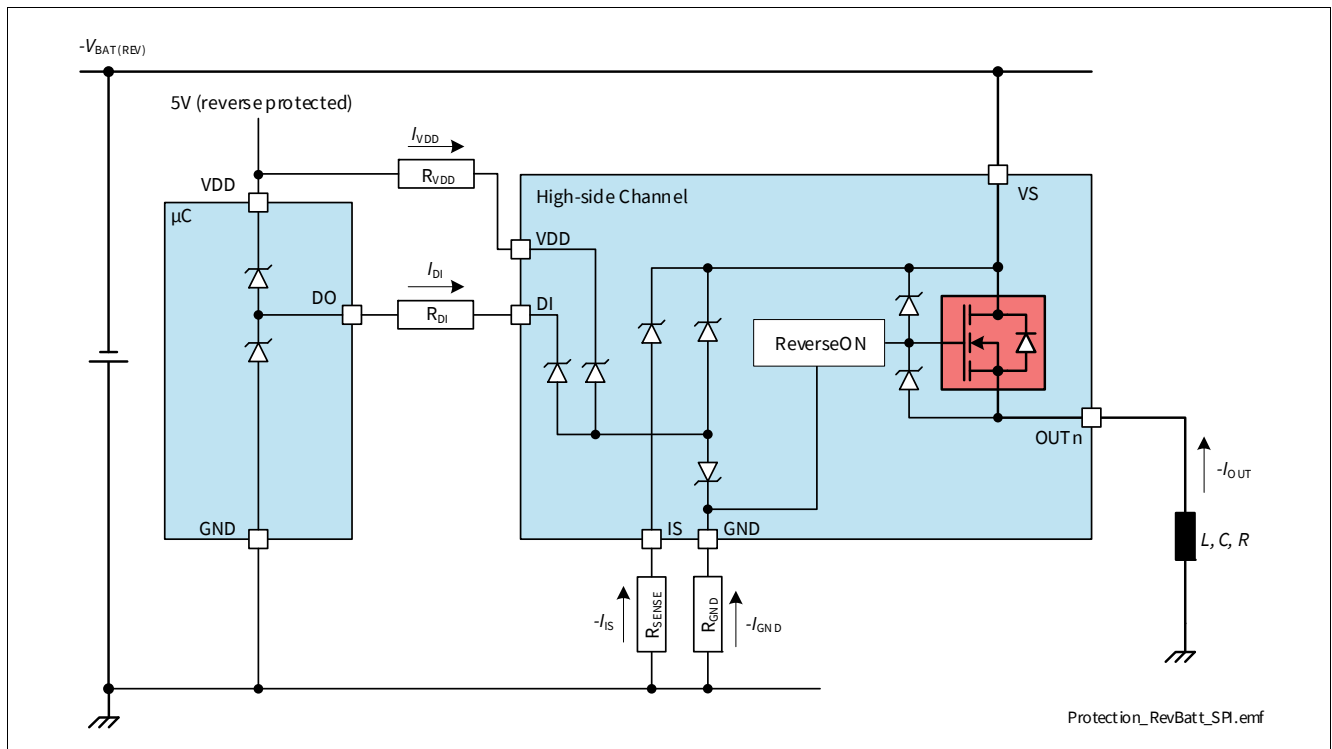 -VBAT(REV)
5V (reverse protected)
IVDD
RVDD
VDD
µC
High-side Channel
VS
VDD
IDI
DO
RDI
DI
ReverseON
OUTn
-IOUT
GND
IS
GND
L, C, R
-IIS
RSENSE
RGND
-IGND
Protection_RevBatt_SPI.emf